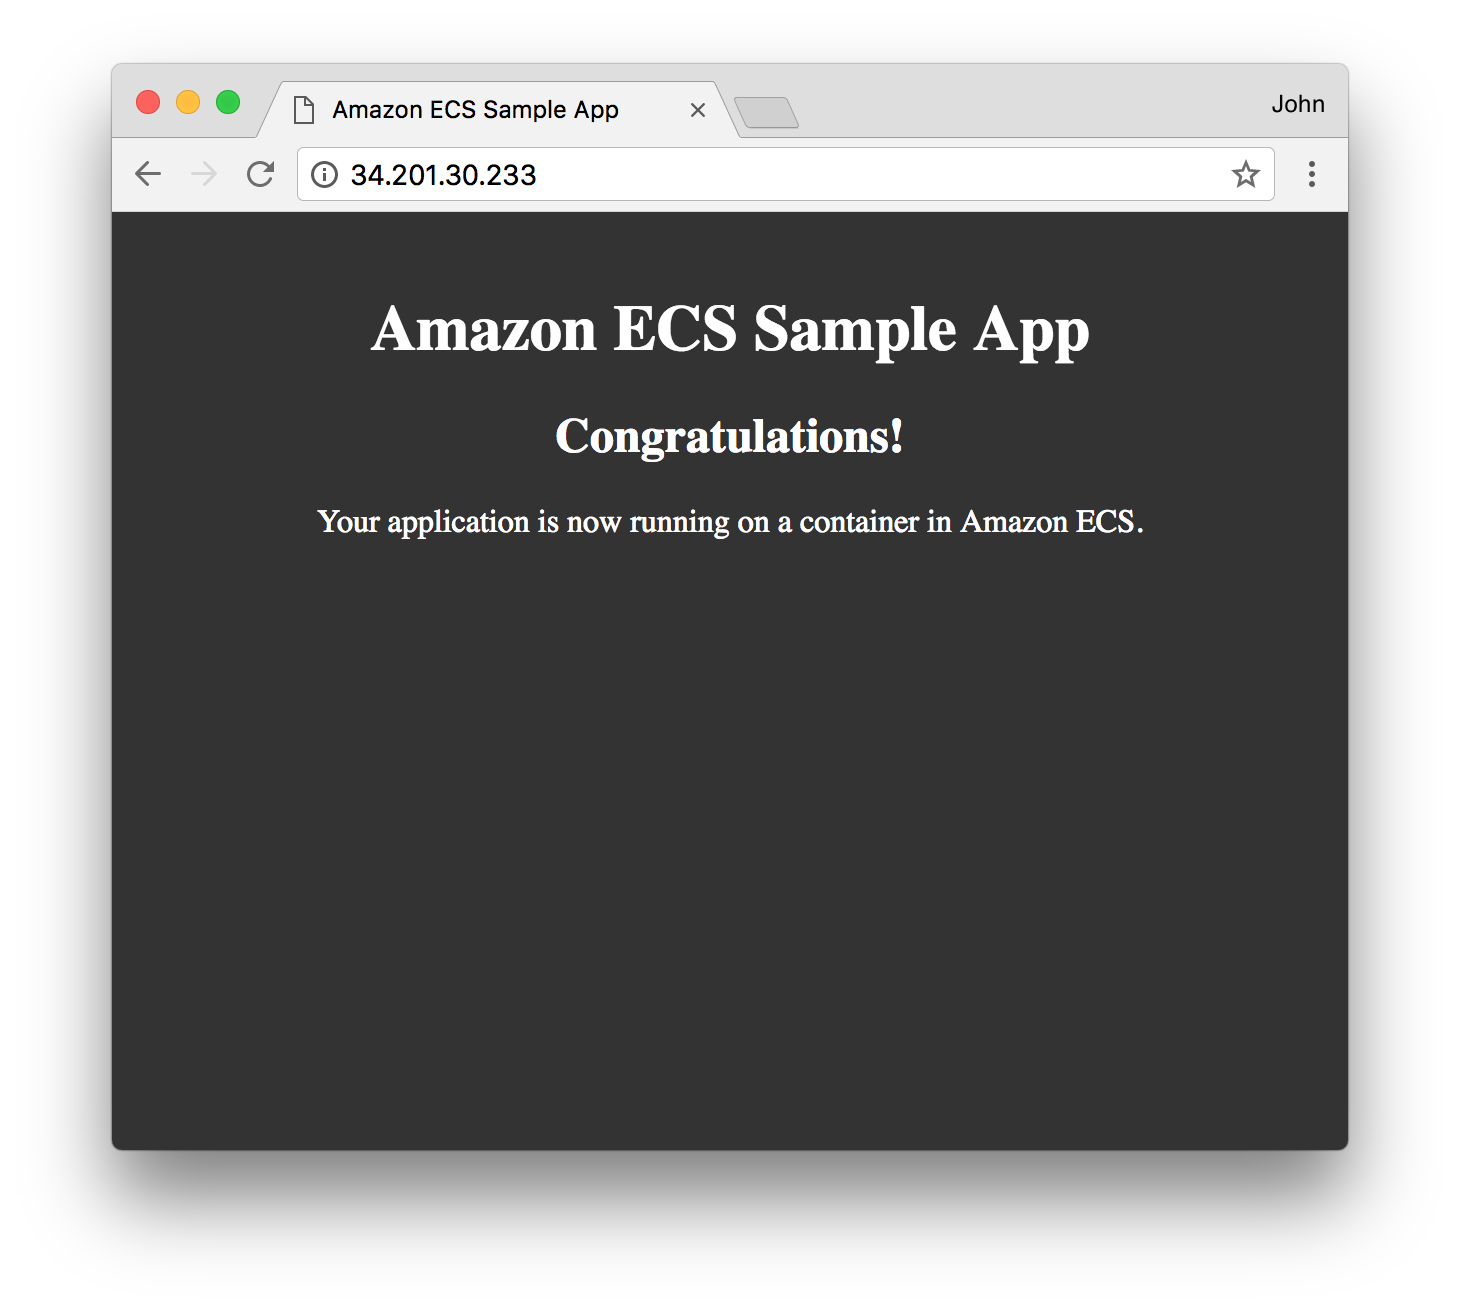 Amazon ECS Sample App
John
34.201.30.233
Amazon ECS Sample App
Congratulations!
Your application is now running on a container in Amazon ECS.